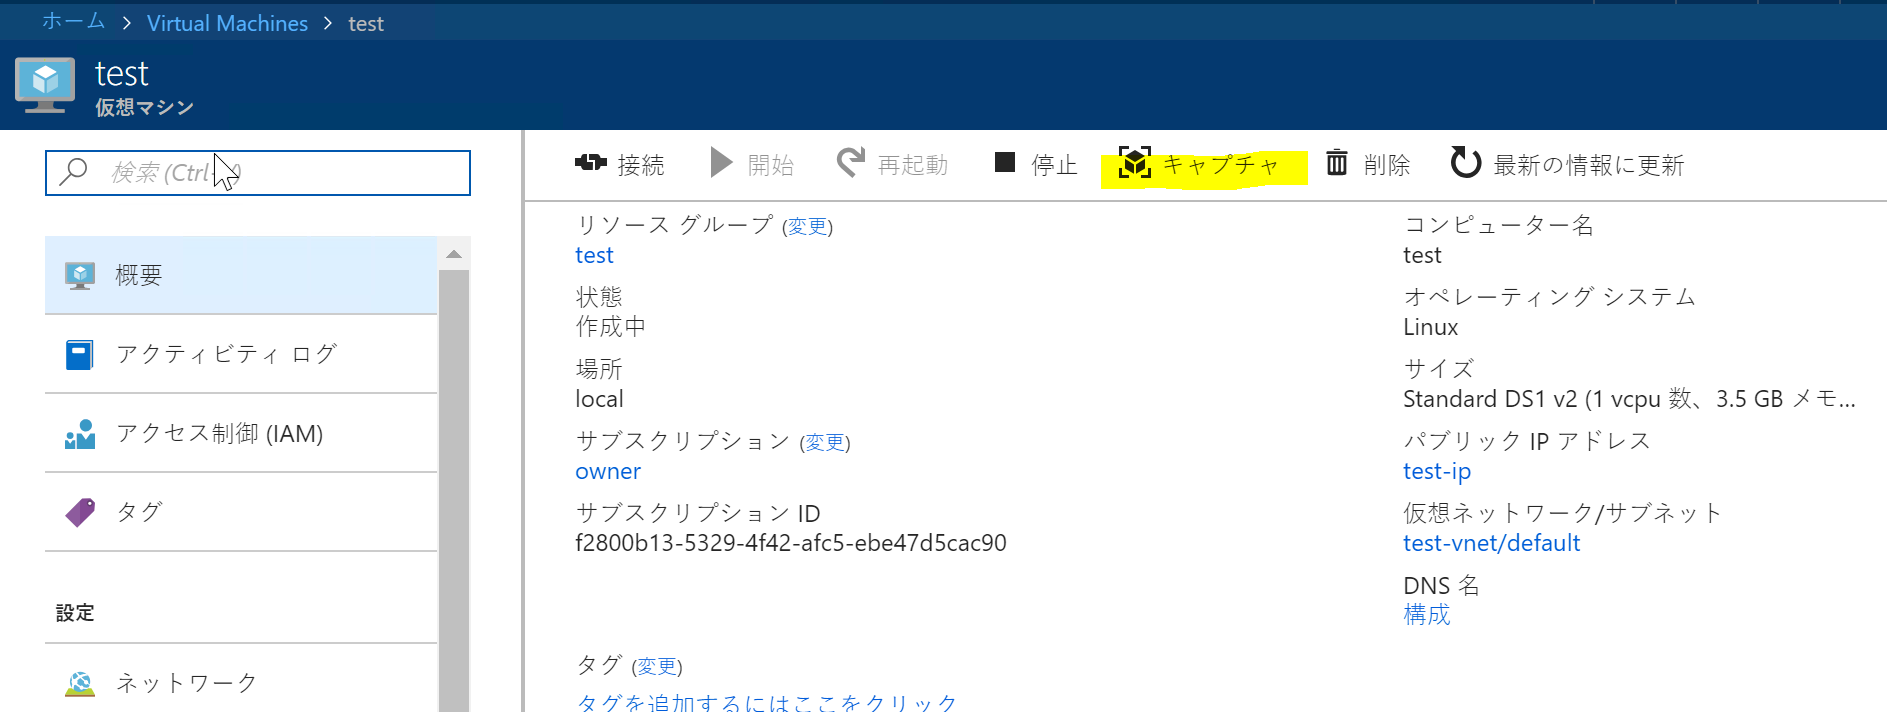 ホーム > Virtual Machines > test
test
仮想マシン
検索 (Ctrl
接続 開始 再起動 停止 キャプチャ 削除 最新の情報に更新
概要
アクティビティ ログ
アクセス制御 (IAM)
タグ
設定
ネットワーク
リソース グループ (変更)
test
状態
作成中
場所
local
サブスクリプション (変更)
owner
サブスクリプション ID
f2800b13-5329-4f42-afc5-ebe47d5cac90
コンピューター名
test
オペレーティング システム
Linux
サイズ
Standard DS1 v2 (1 vcpu 数、3.5 GB メモ...
パブリック IP アドレス
test-ip
仮想ネットワーク/サブネット
test-vnet/default
DNS 名
構成
タグ (変更)
タグを追加するにはここをクリック